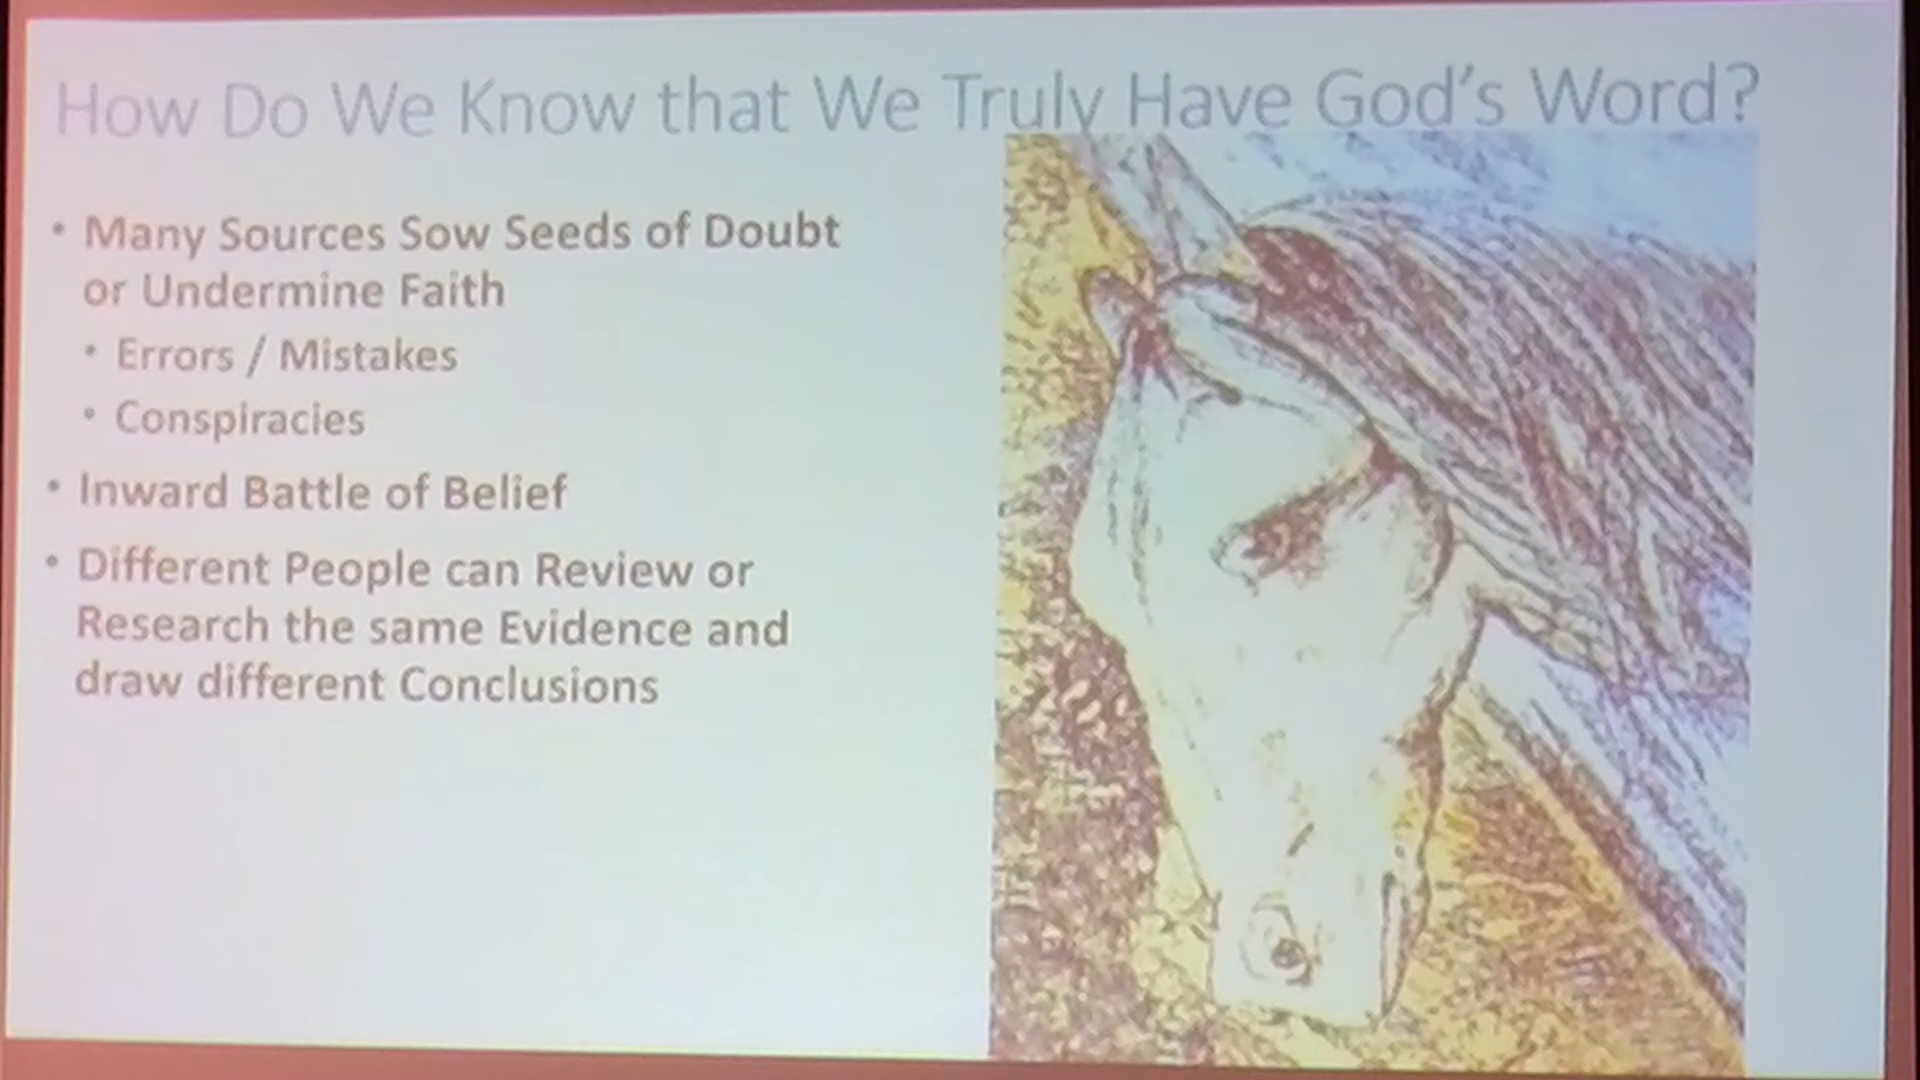 How Do We Know that We Truly Have God's Word?
• Many Sources Sow Seeds of Doubt
or Undermine Faith
• Errors / Mistakes
• Conspiracies
• Inward Battle of Belief
• Different People can Review or
Research the same Evidence and
draw different Conclusions